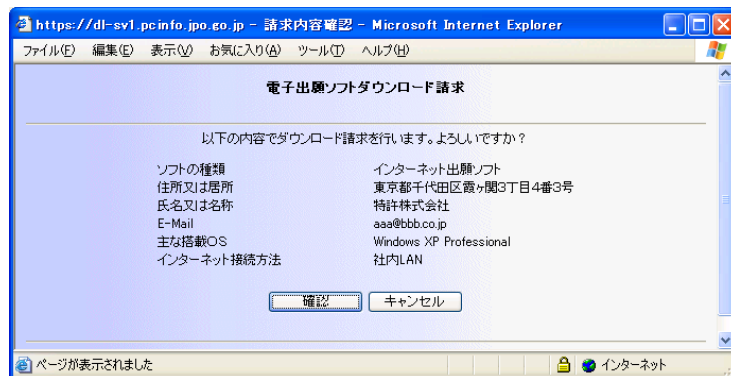 https://dl-sv1.pcinfo.jpo.go.jp - 請求内容確認 - Microsoft Internet Explorer
ファイル(F) 編集(E) 表示(V) お気に入り(A) ツール(T) ヘルプ(H)
電子出願ソフトダウンロード請求
以下の内容でダウンロード請求を行います。よろしいですか？
ソフトの種類 インターネット出願ソフト
住所又は居所 東京都千代田区霞ヶ関3丁目4番3号
氏名又は名称 特許株式会社
E-Mail aaa@bbb.co.jp
主な搭載OS Windows XP Professional
インターネット接続方法 社内LAN
確認 キャンセル
ページが表示されました インターネット